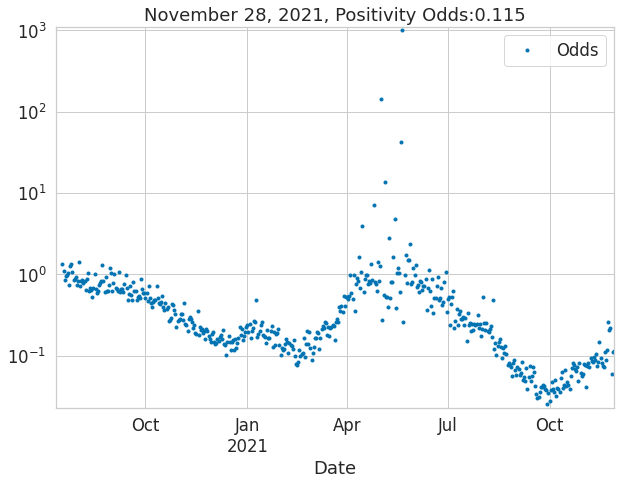 November 28, 2021, Positivity Odds:0.115
Odds
10³
10²
10¹
10⁰
10⁻¹
Oct
Jan
2021
Apr
Jul
Oct
Date